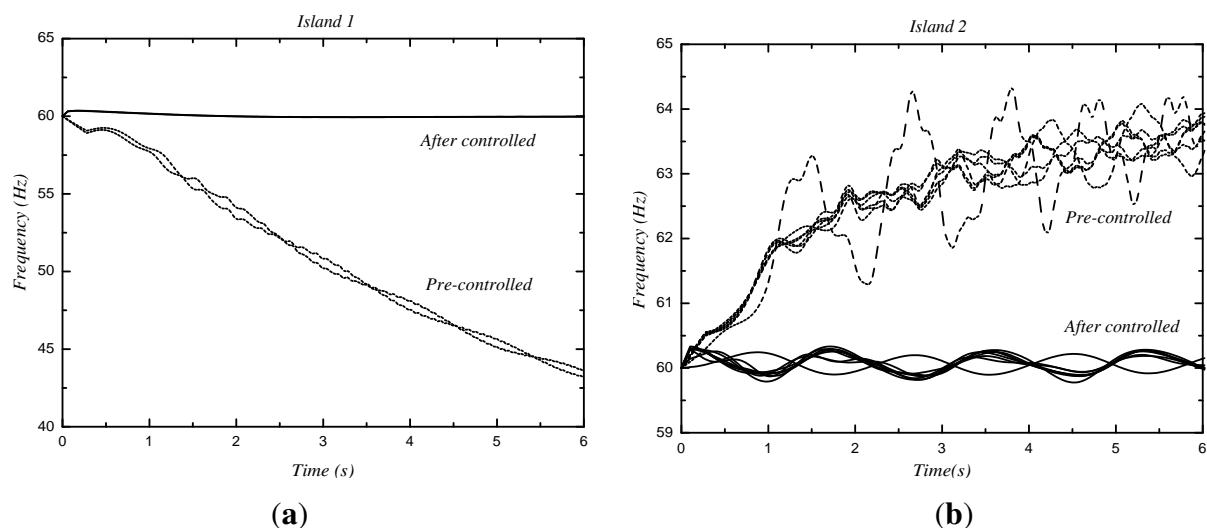 Island 1
65
60
55
50
45
40
Frequency (Hz)
After controlled
Pre-controlled
0 1 2 3 4 5 6
Time (s)
(a)
Island 2
65
64
63
62
61
60
59
Frequency (Hz)
Pre-controlled
After controlled
0 1 2 3 4 5 6
Time(s)
(b)